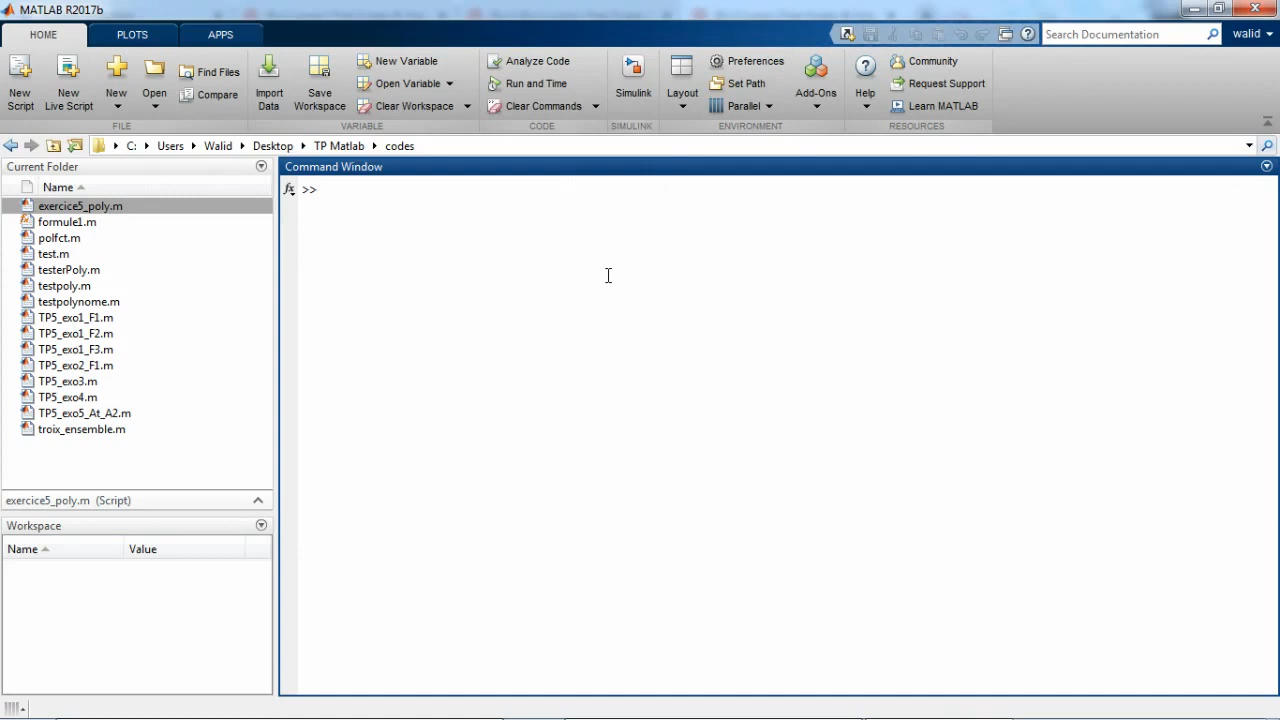 MATLAB R2017b
HOME PLOTS APPS
Search Documentation walid
New Script
New Live Script
New
Open
Find Files
Compare
FILE
Import Data
Save Workspace
New Variable
Open Variable
Clear Workspace
VARIABLE
Analyze Code
Run and Time
Clear Commands
CODE
Simulink
SIMULINK
Layout
Preferences
Set Path
Parallel
ENVIRONMENT
Add-Ons
Help
Community
Request Support
Learn MATLAB
RESOURCES
C: Users Walid Desktop TP Matlab codes
Current Folder
Name
exercice5_poly.m
formule1.m
polfct.m
test.m
testerPoly.m
testpoly.m
testpolynome.m
TP5_exo1_F1.m
TP5_exo1_F2.m
TP5_exo1_F3.m
TP5_exo2_F1.m
TP5_exo3.m
TP5_exo4.m
TP5_exo5_At_A2.m
troix_ensemble.m
exercice5_poly.m (Script)
Workspace
Name Value
Command Window
fx >>